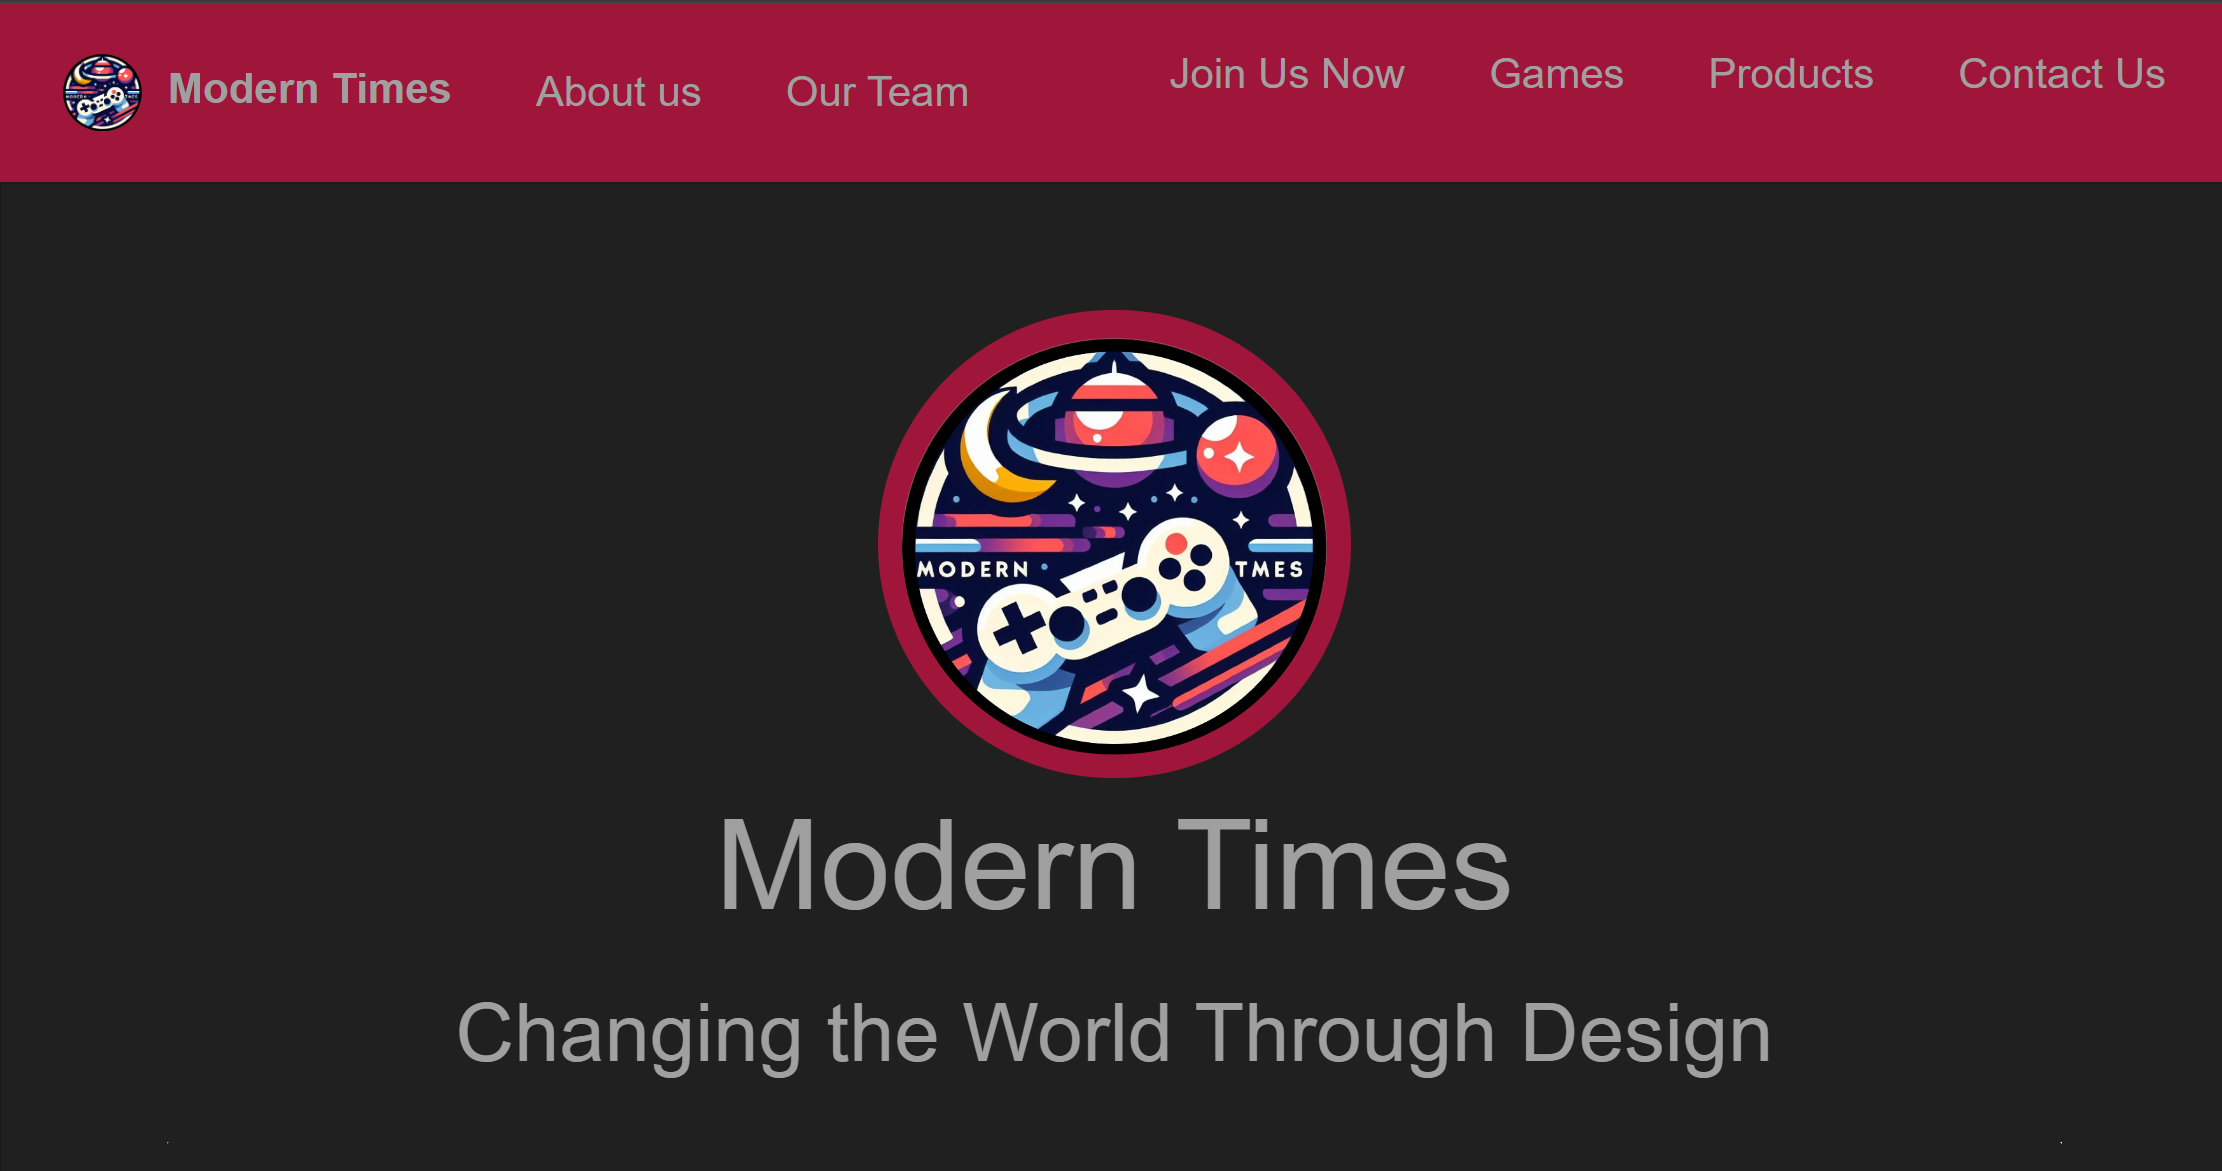 Modern Times About us Our Team Join Us Now Games Products Contact Us
MODERN TMES
Modern Times
Changing the World Through Design